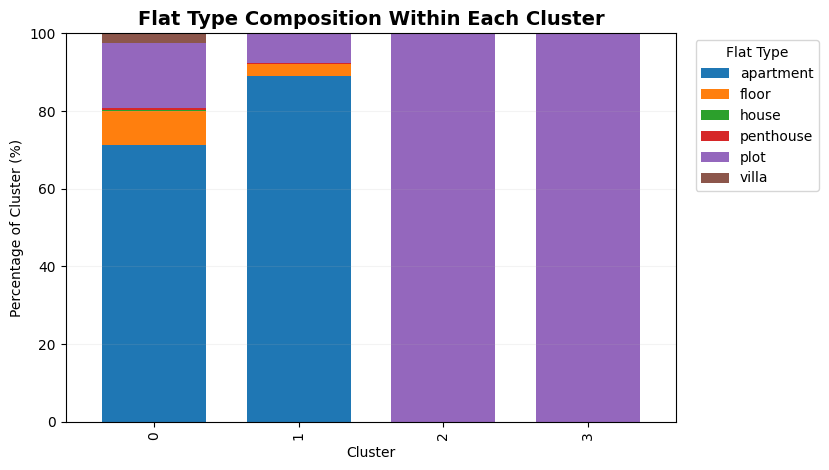 Flat Type Composition Within Each Cluster
Percentage of Cluster (%)
100
80
60
40
20
0
0
1
2
3
Cluster
Flat Type
apartment
floor
house
penthouse
plot
villa